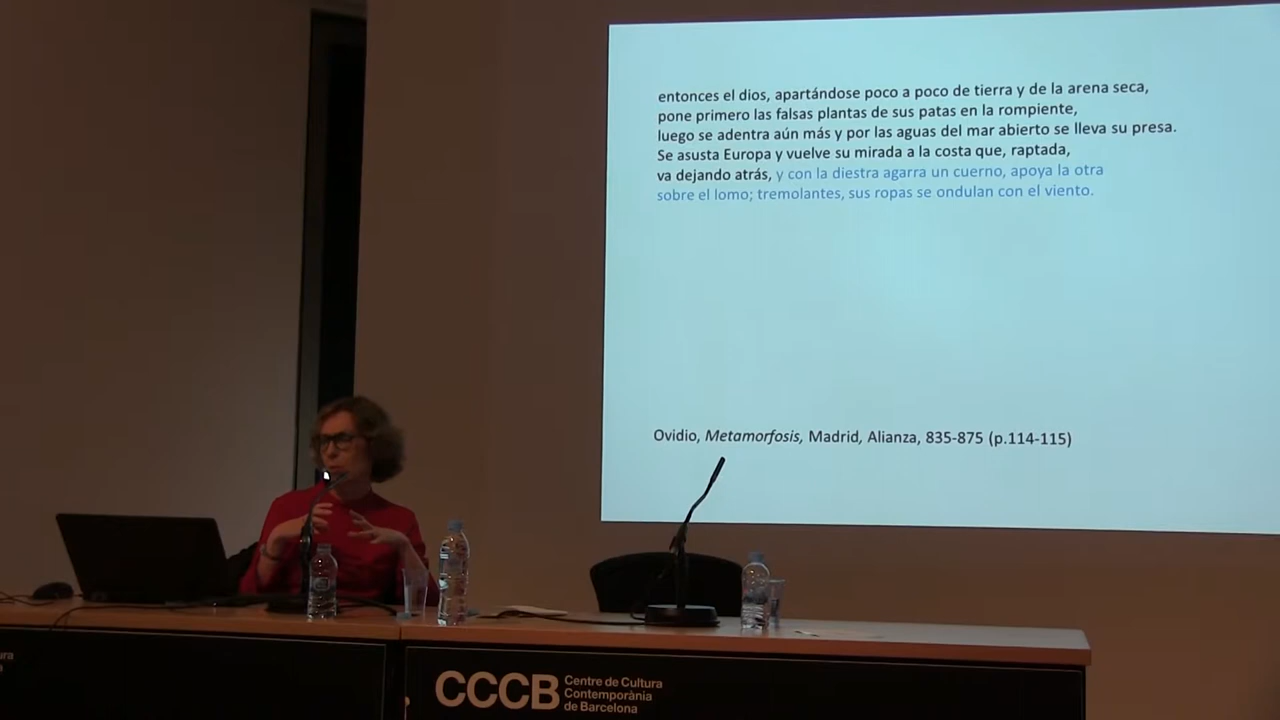 entonces el dios, apartándose poco a poco de tierra y de la arena seca,
pone primero las falsas plantas de sus patas en la rompiente,
luego se adentra aún más y por las aguas del mar abierto se lleva su presa.
Se asusta Europa y vuelve su mirada a la costa que, raptada,
va dejando atrás, y con la diestra agarra un cuerno, apoya la otra
sobre el lomo; tremolantes, sus ropas se ondulan con el viento.
Ovidio, Metamorfosis, Madrid, Alianza, 835-875 (p.114-115)
CCCB
Centre de Cultura
Contemporània
de Barcelona